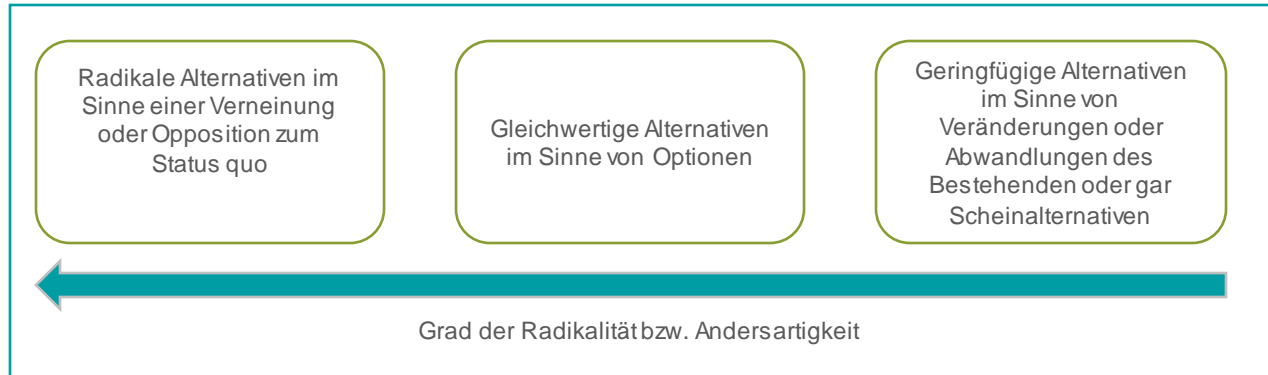 Radikale Alternativen im
Sinne einer Verneinung
oder Opposition zum
Status quo
Gleichwertige Alternativen
im Sinne von Optionen
Geringfügige Alternativen
im Sinne von
Veränderungen oder
Abwandlungen des
Bestehenden oder gar
Scheinalternativen
Grad der Radikalität bzw. Andersartigkeit